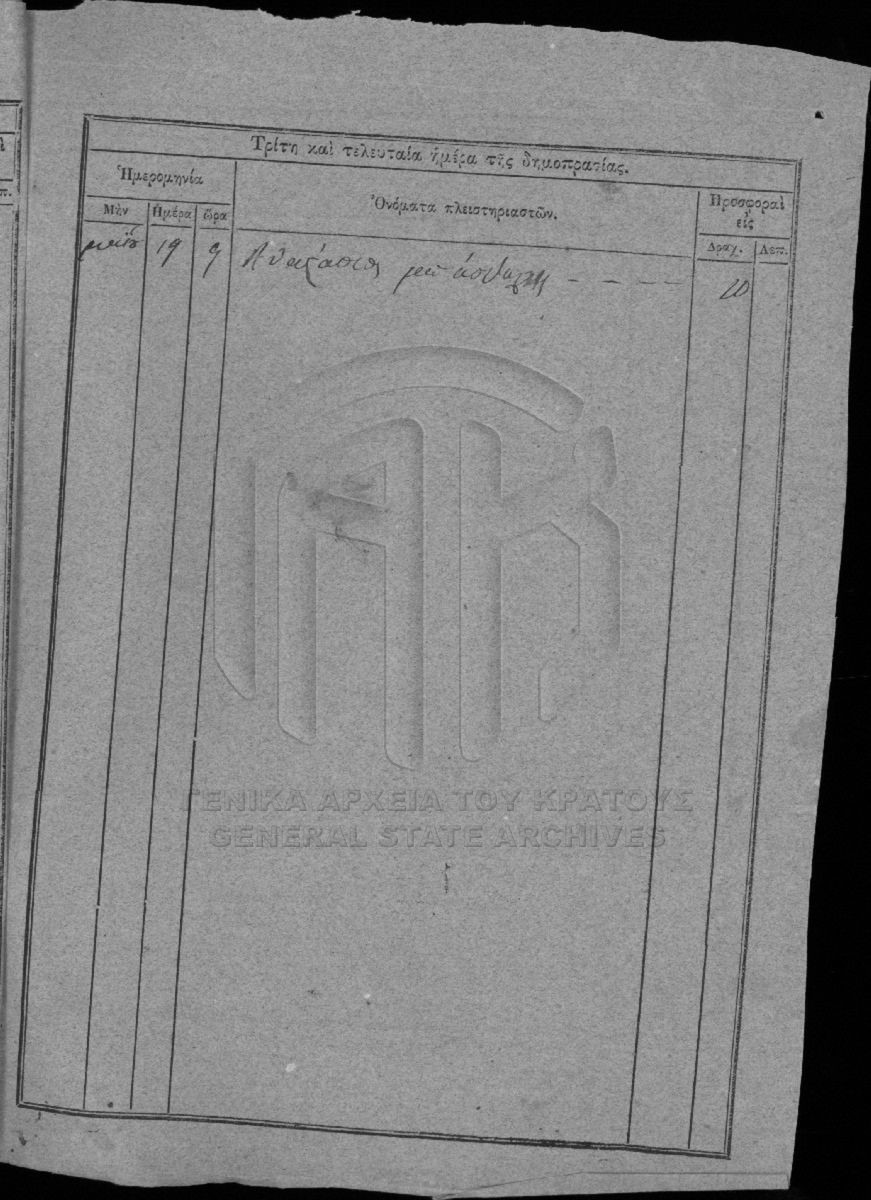 Τρίτη καὶ τελευταία ἡμέρα τῆς δημοπρασίας.
Ἡμερομηνία
Ὀνόματα πλειστηριαστῶν.
Προσφοραὶ
εἰς
Μὴν Ἡμέρα ὥρα
Δραχ. Λεπ.
19 9
ΓΕΝΙΚΑ ΑΡΧΕΙΑ ΤΟΥ ΚΡΑΤΟΥΣ
GENERAL STATE ARCHIVES